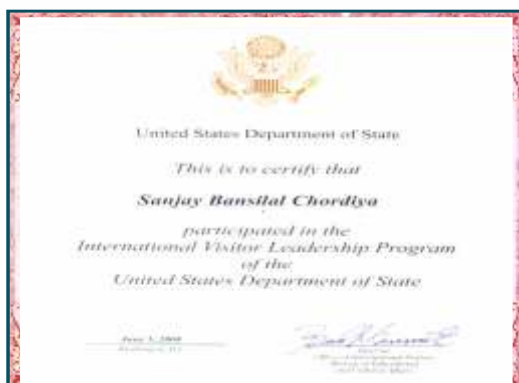 United States Department of State
This is to certify that
Sanjay Bansilal Chordiya
participated in the
International Visitor Leadership Program
of the
United States Department of State
Director